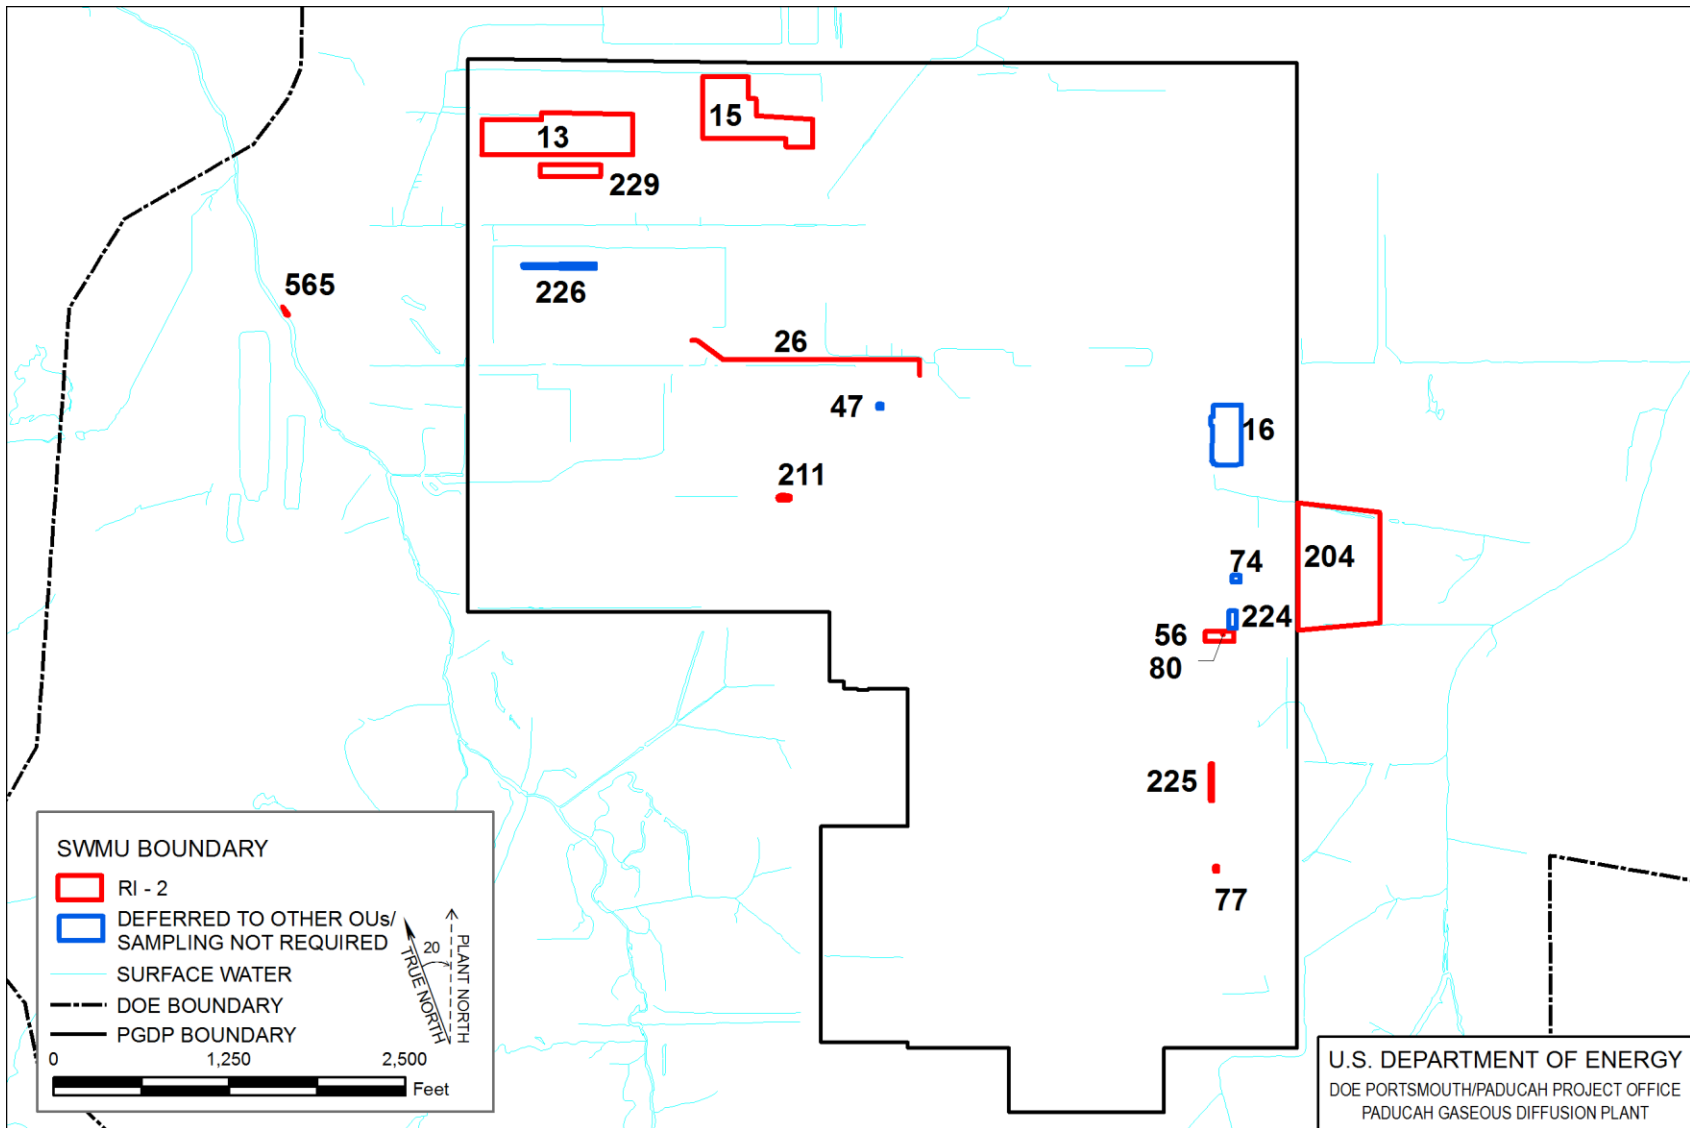 15
13
229
565
226
26
47
16
211
74
204
224
56
80
225
77
SWMU BOUNDARY
RI - 2
DEFERRED TO OTHER OUs/
SAMPLING NOT REQUIRED
SURFACE WATER
DOE BOUNDARY
PGDP BOUNDARY
20
TRUE NORTH
PLANT NORTH
0 1,250 2,500
Feet
U.S. DEPARTMENT OF ENERGY
DOE PORTSMOUTH/PADUCAH PROJECT OFFICE
PADUCAH GASEOUS DIFFUSION PLANT